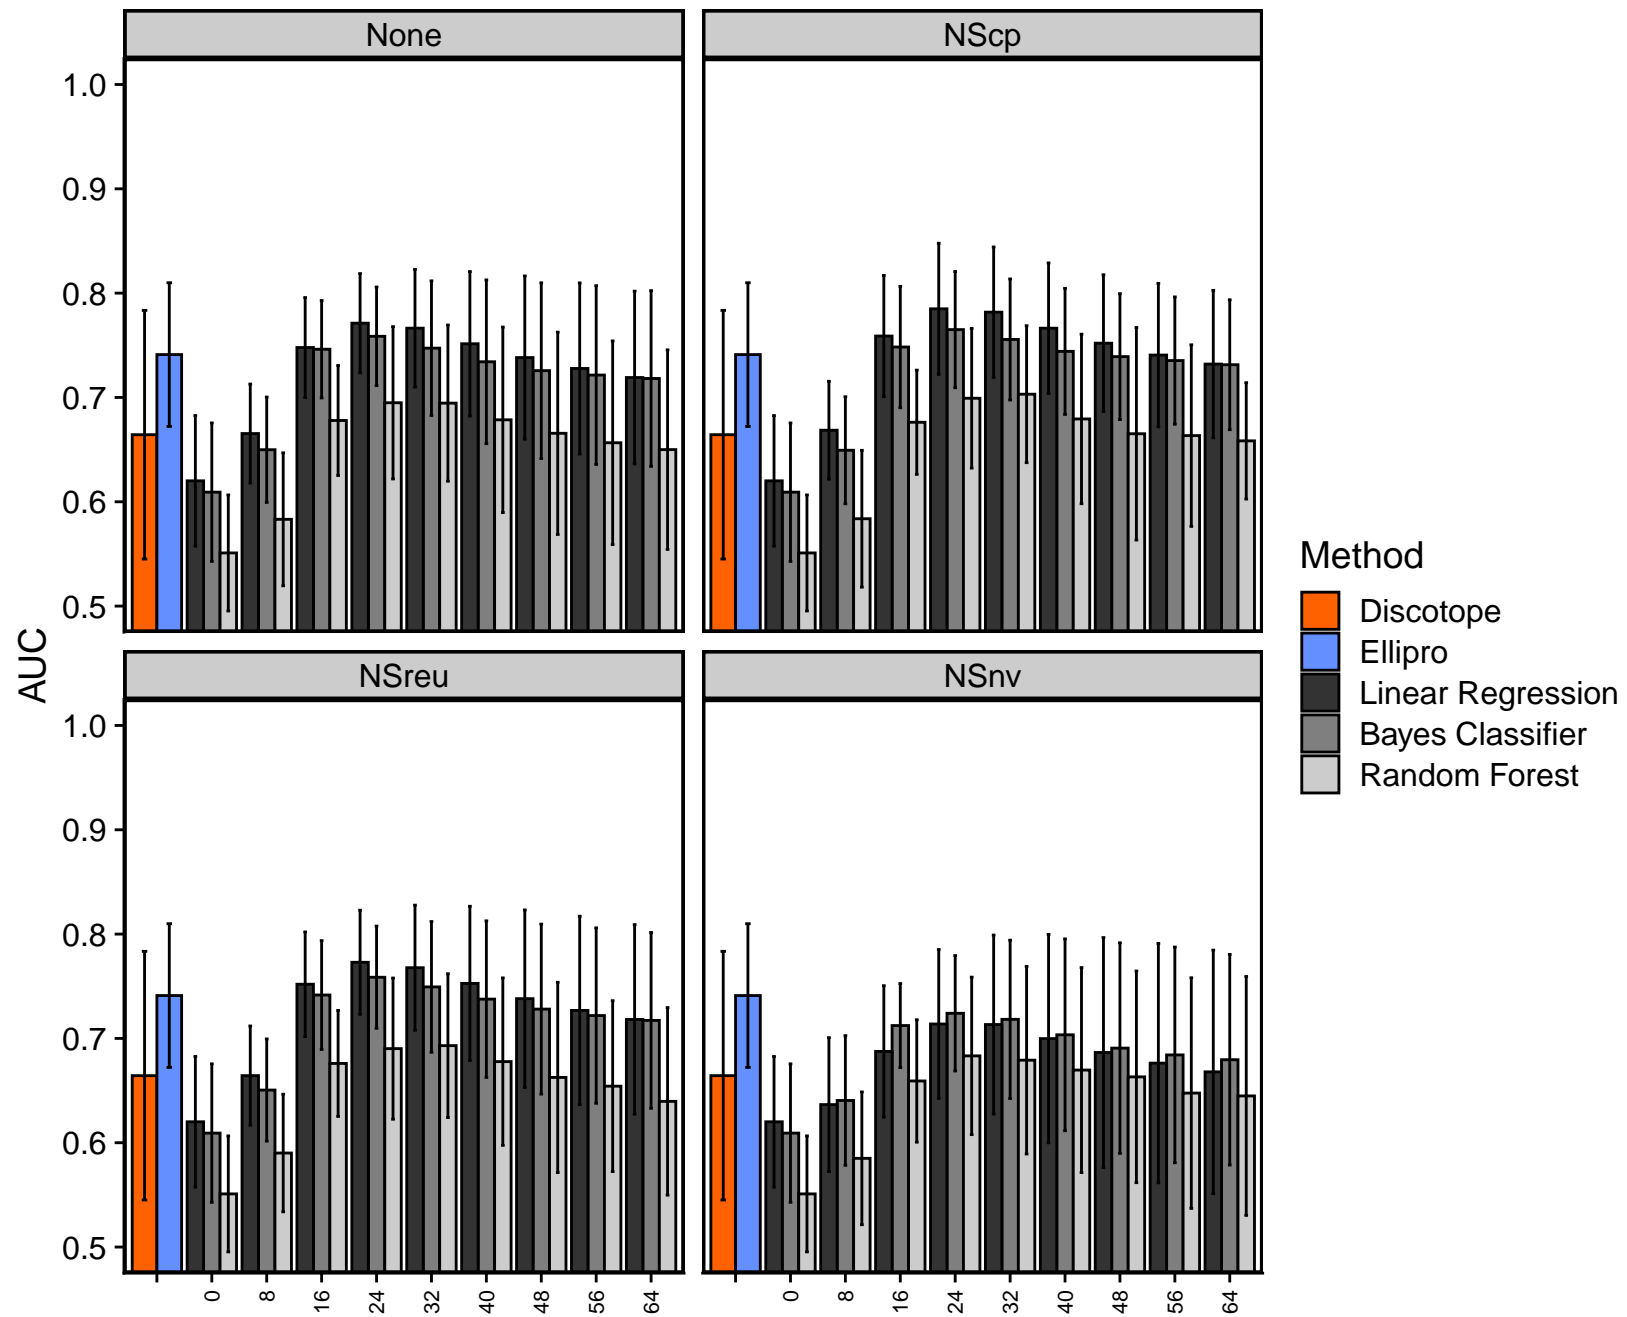 None
NScp
1.0
0.9
0.8
0.7
0.6
0.5
AUC
NSreu
NSnv
1.0
0.9
0.8
0.7
0.6
0.5
0 8 16 24 32 40 48 56 64
0 8 16 24 32 40 48 56 64
Method
Discotope
Ellipro
Linear Regression
Bayes Classifier
Random Forest